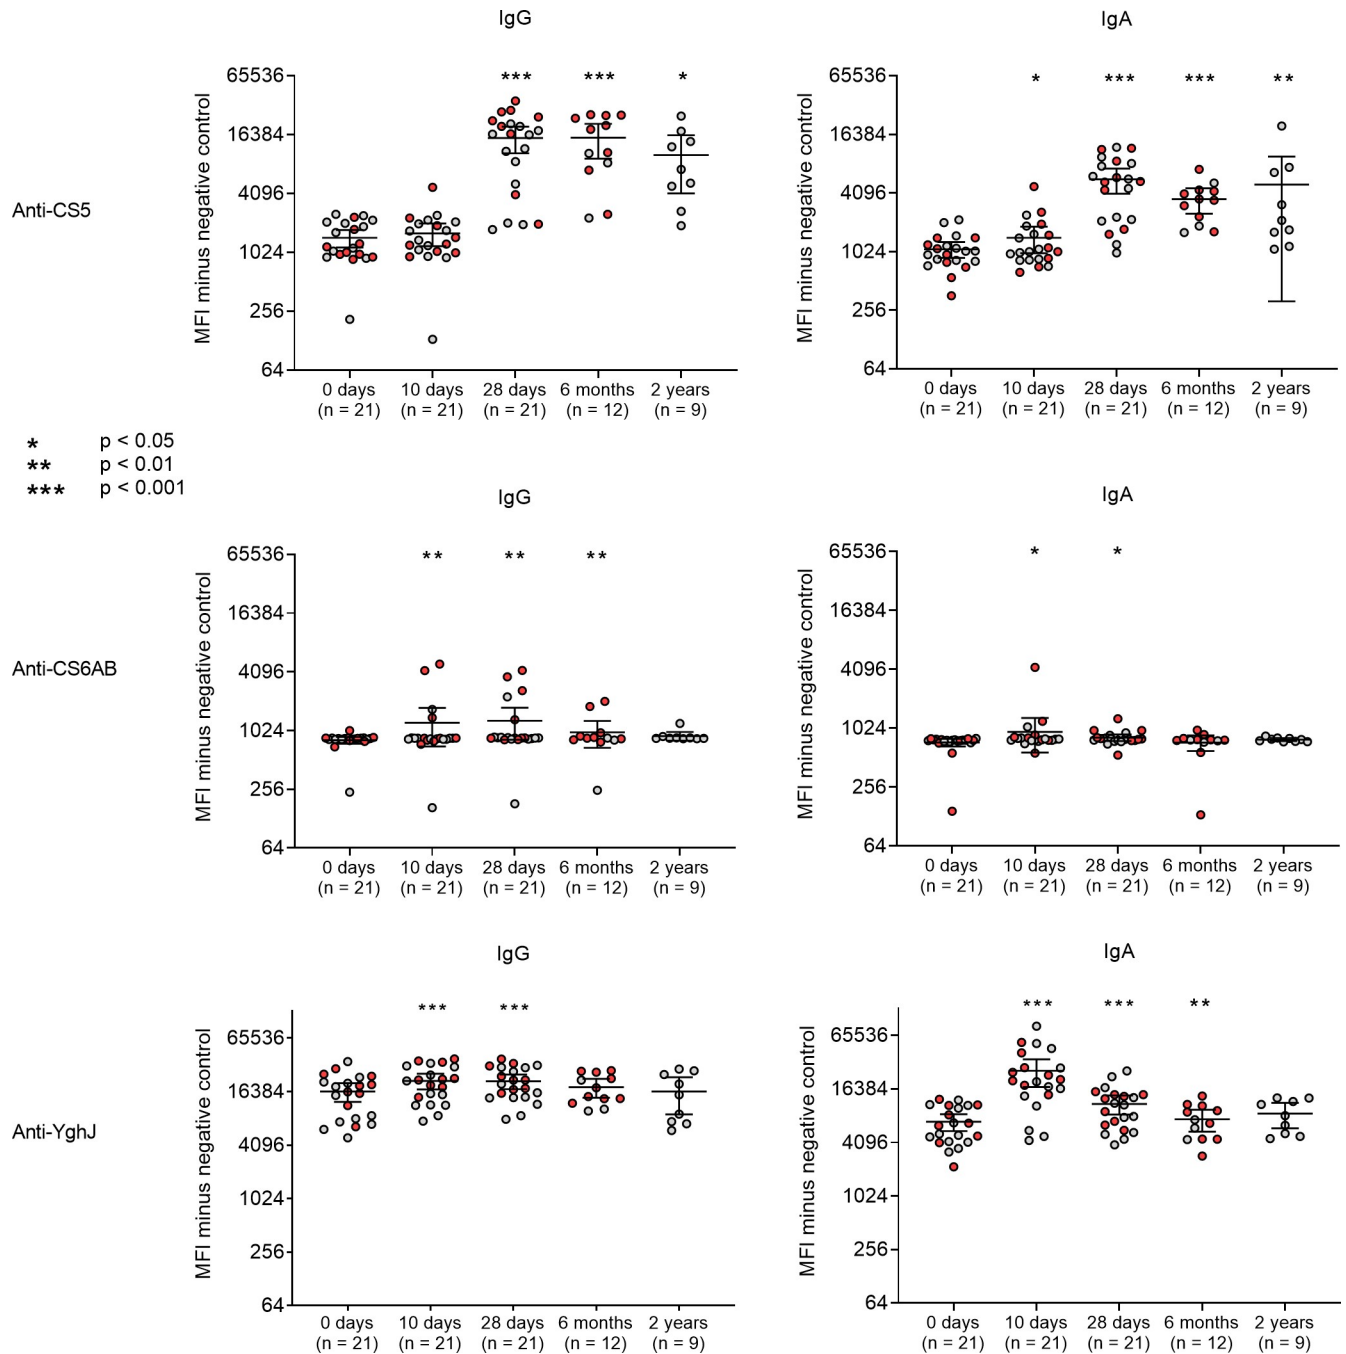 IgG
IgA
Anti-CS5
MFI minus negative control
65536
16384
4096
1024
256
64
*** *** *
0 days 10 days 28 days 6 months 2 years
(n = 21) (n = 21) (n = 21) (n = 12) (n = 9)
MFI minus negative control
65536
16384
4096
1024
256
64
* *** *** **
0 days 10 days 28 days 6 months 2 years
(n = 21) (n = 21) (n = 21) (n = 12) (n = 9)
* p < 0.05
** p < 0.01
*** p < 0.001
IgG
IgA
Anti-CS6AB
MFI minus negative control
65536
16384
4096
1024
256
64
** ** **
0 days 10 days 28 days 6 months 2 years
(n = 21) (n = 21) (n = 21) (n = 12) (n = 9)
MFI minus negative control
65536
16384
4096
1024
256
64
* *
0 days 10 days 28 days 6 months 2 years
(n = 21) (n = 21) (n = 21) (n = 12) (n = 9)
IgG
IgA
Anti-YghJ
MFI minus negative control
65536
16384
4096
1024
256
64
*** ***
0 days 10 days 28 days 6 months 2 years
(n = 21) (n = 21) (n = 21) (n = 12) (n = 9)
MFI minus negative control
65536
16384
4096
1024
256
64
*** *** **
0 days 10 days 28 days 6 months 2 years
(n = 21) (n = 21) (n = 21) (n = 12) (n = 9)